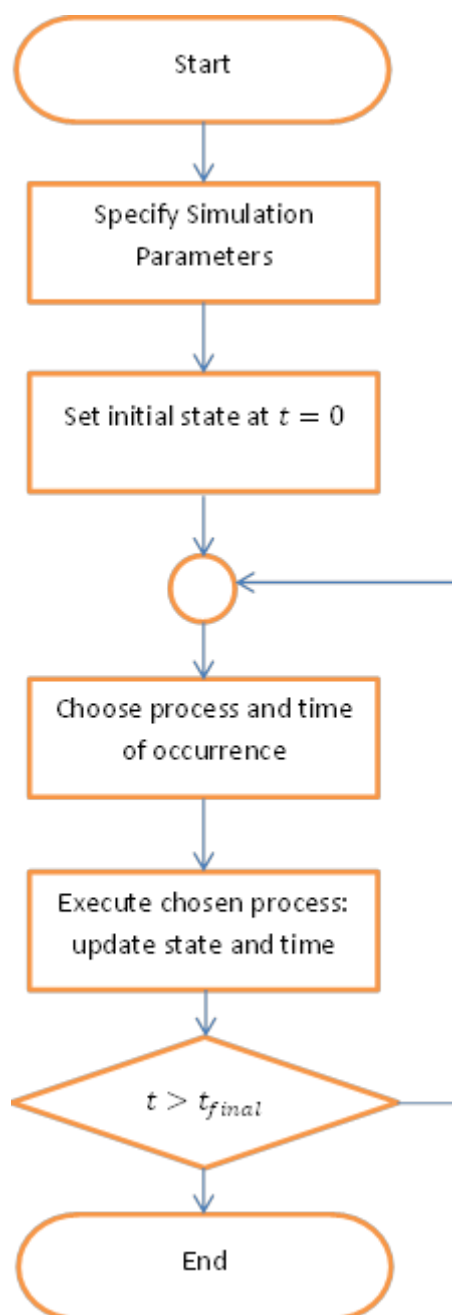 Start
Specify Simulation
Parameters
Set initial state at t = 0
Choose process and time
of occurrence
Execute chosen process:
update state and time
t > t_final
End